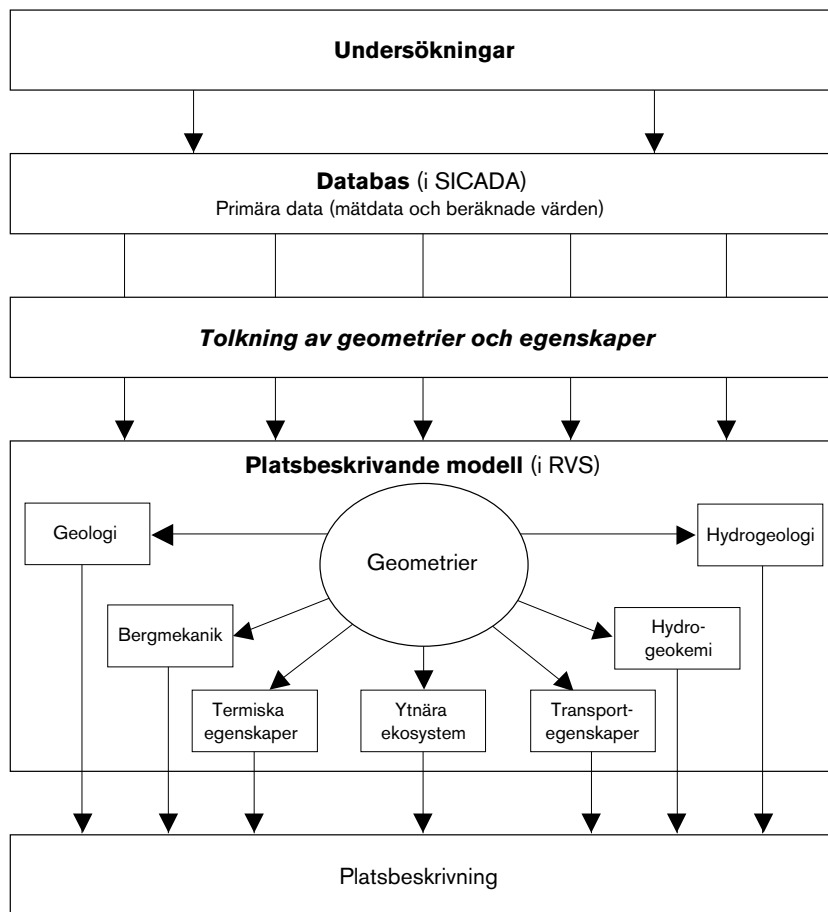 Undersökningar
Databas (i SICADA)
Primära data (mätdata och beräknade värden)
Tolkning av geometrier och egenskaper
Platsbeskrivande modell (i RVS)
Geologi
Geometrier
Hydrogeologi
Bergmekanik
Hydro-
geokemi
Termiska
egenskaper
Ytnära
ekosystem
Transport-
egenskaper
Platsbeskrivning